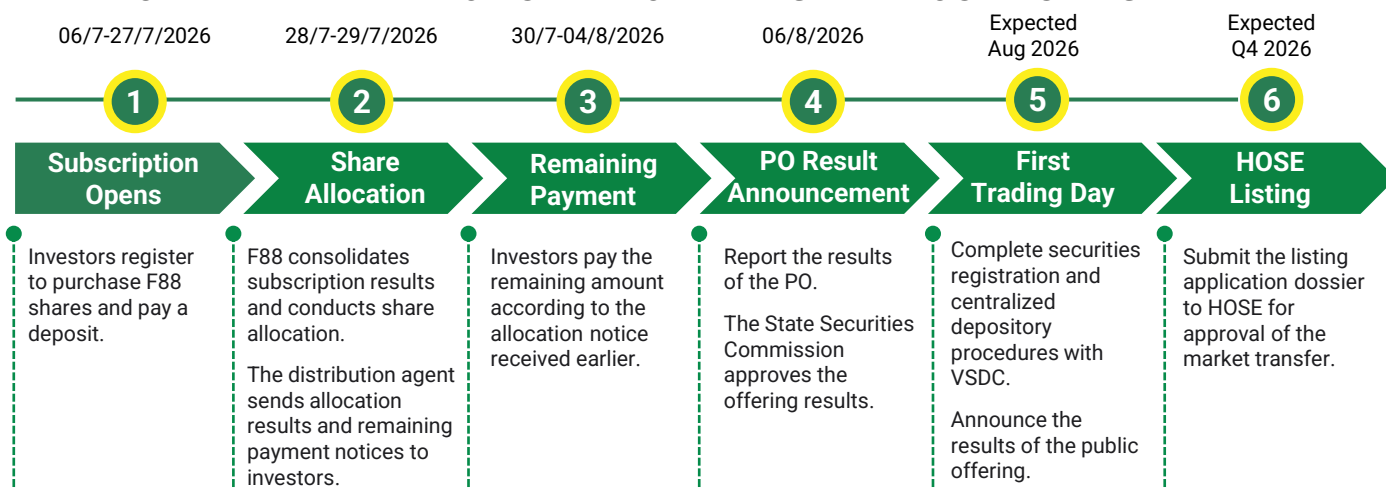 06/7-27/7/2026
28/7-29/7/2026
30/7-04/8/2026
06/8/2026
Expected
Aug 2026
Expected
Q4 2026
1
2
3
4
5
6
Subscription
Opens
Share
Allocation
Remaining
Payment
PO Result
Announcement
First
Trading Day
HOSE
Listing
Investors register
to purchase F88
shares and pay a
deposit.
F88 consolidates
subscription results
and conducts share
allocation.
The distribution agent
sends allocation
results and remaining
payment notices to
investors.
Investors pay the
remaining amount
according to the
allocation notice
received earlier.
Report the results
of the PO.
The State Securities
Commission
approves the
offering results.
Complete securities
registration and
centralized
depository
procedures with
VSDC.
Announce the
results of the public
offering.
Submit the listing
application dossier
to HOSE for
approval of the
market transfer.